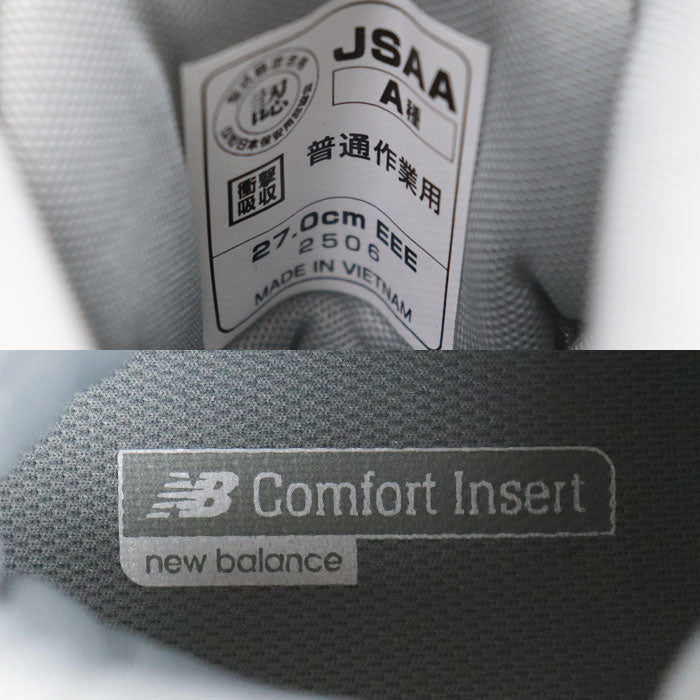 認
JSAA
A種
衝撃
吸収
普通作業用
27.0cm EEE
2506
MADE IN VIETNAM
NB Comfort Insert
new balance